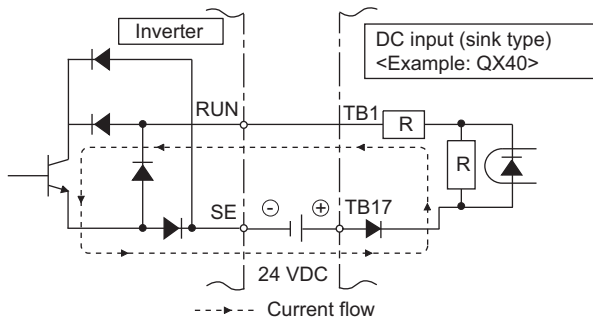 Inverter
DC input (sink type)
<Example: QX40>
RUN
TB1
R
R
SE
⊖
⊕
TB17
24 VDC
Current flow